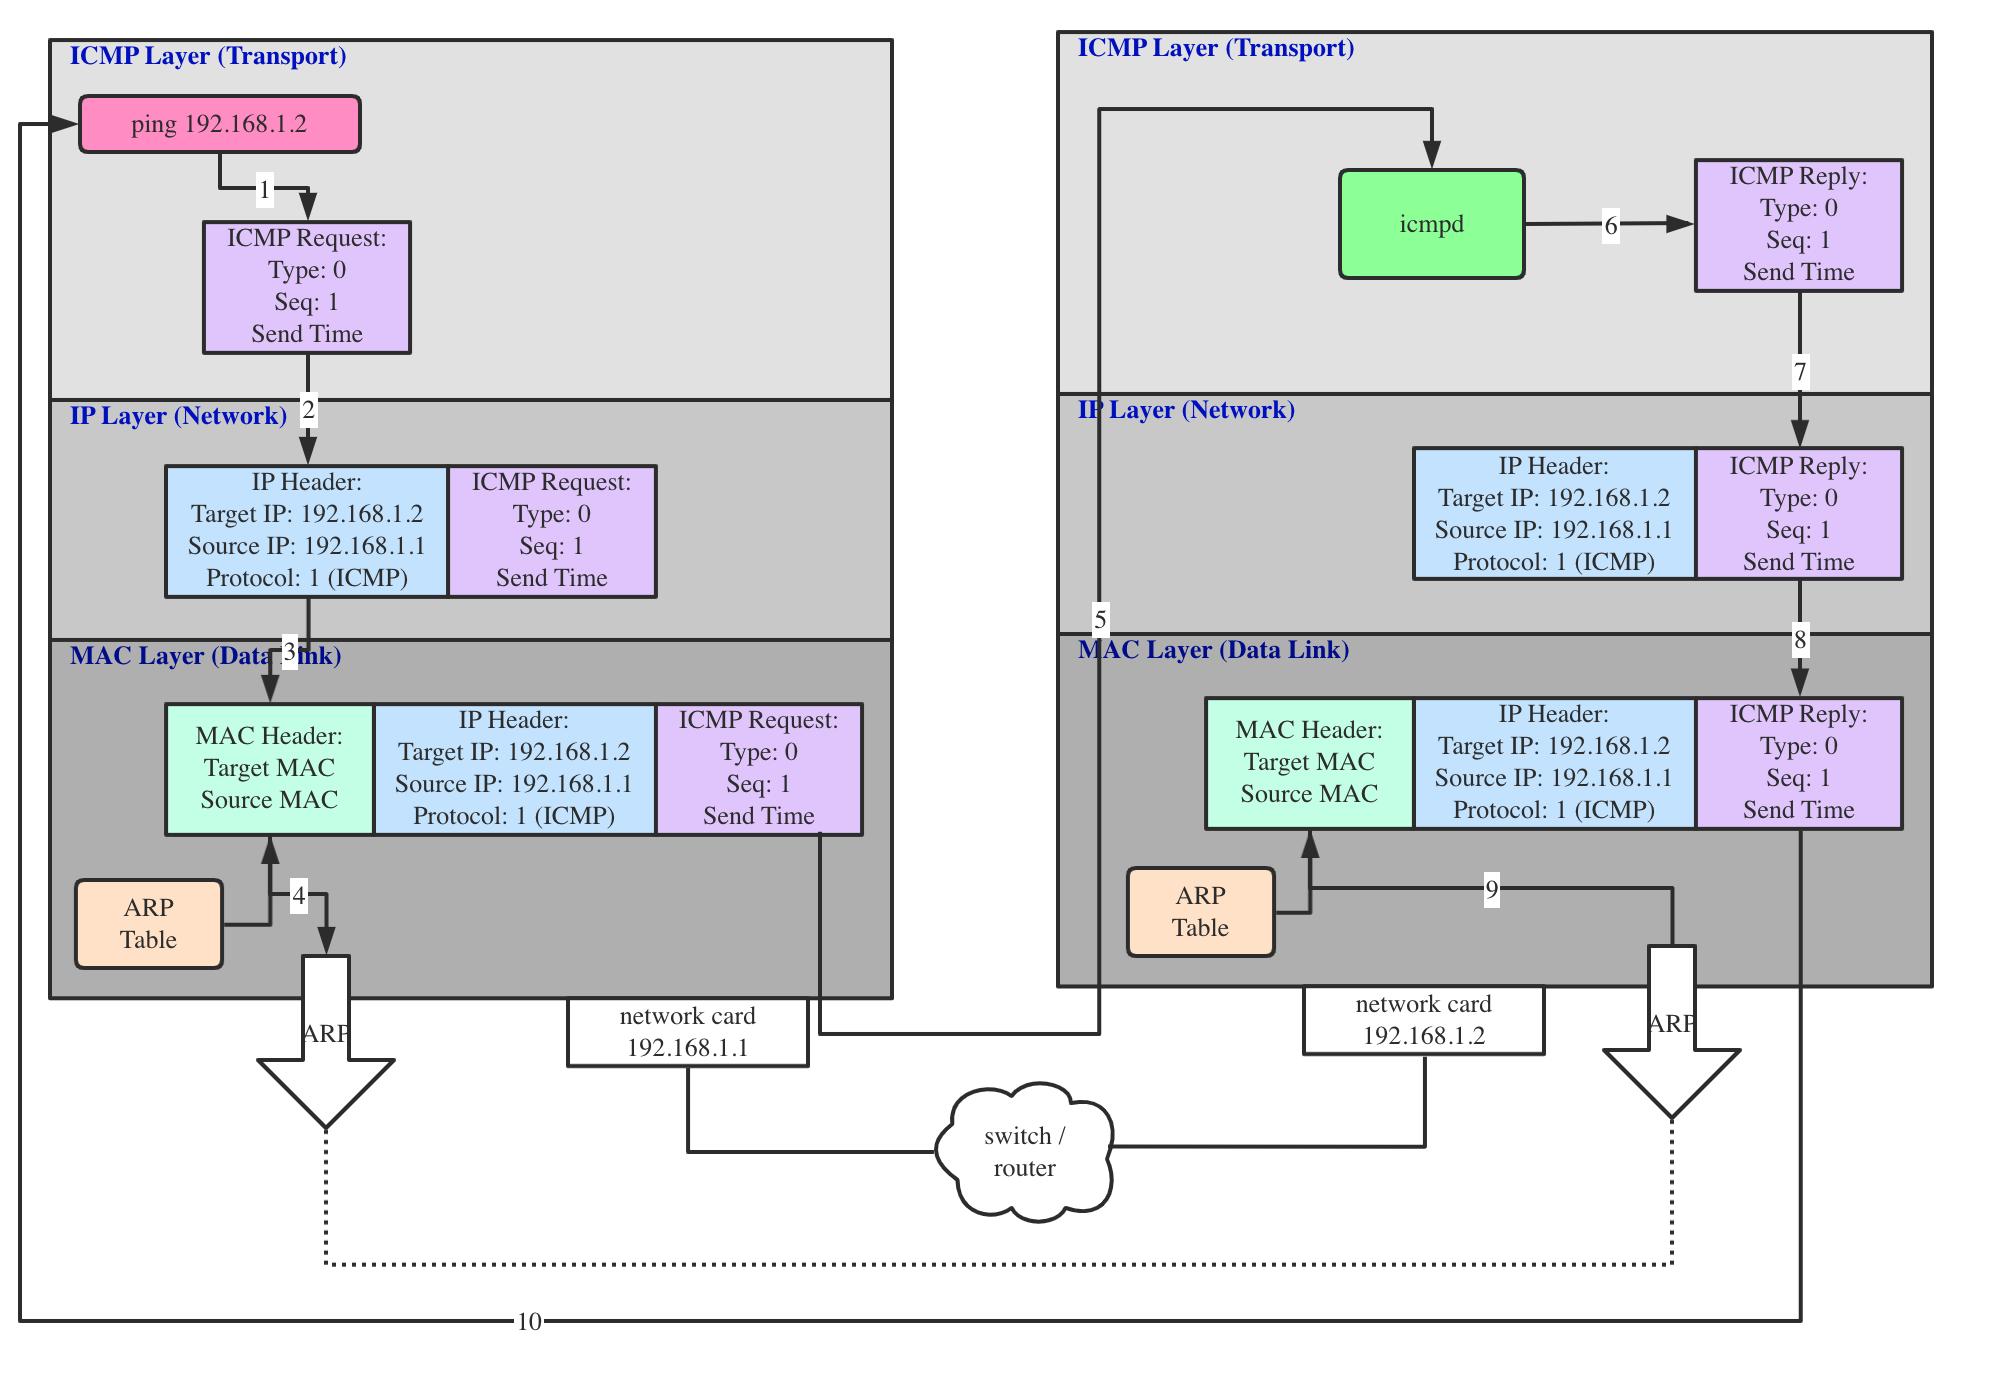 ICMP Layer (Transport)
ping 192.168.1.2
1
ICMP Request:
Type: 0
Seq: 1
Send Time
2
IP Layer (Network)
IP Header:
Target IP: 192.168.1.2
Source IP: 192.168.1.1
Protocol: 1 (ICMP)
ICMP Request:
Type: 0
Seq: 1
Send Time
3
MAC Layer (Data Link)
MAC Header:
Target MAC
Source MAC
IP Header:
Target IP: 192.168.1.2
Source IP: 192.168.1.1
Protocol: 1 (ICMP)
ICMP Request:
Type: 0
Seq: 1
Send Time
4
ARP
Table
ARP
network card
192.168.1.1
switch /
router
ICMP Layer (Transport)
icmpd
6
ICMP Reply:
Type: 0
Seq: 1
Send Time
7
IP Layer (Network)
IP Header:
Target IP: 192.168.1.2
Source IP: 192.168.1.1
Protocol: 1 (ICMP)
ICMP Reply:
Type: 0
Seq: 1
Send Time
5
8
MAC Layer (Data Link)
MAC Header:
Target MAC
Source MAC
IP Header:
Target IP: 192.168.1.2
Source IP: 192.168.1.1
Protocol: 1 (ICMP)
ICMP Reply:
Type: 0
Seq: 1
Send Time
9
ARP
Table
network card
192.168.1.2
ARP
10